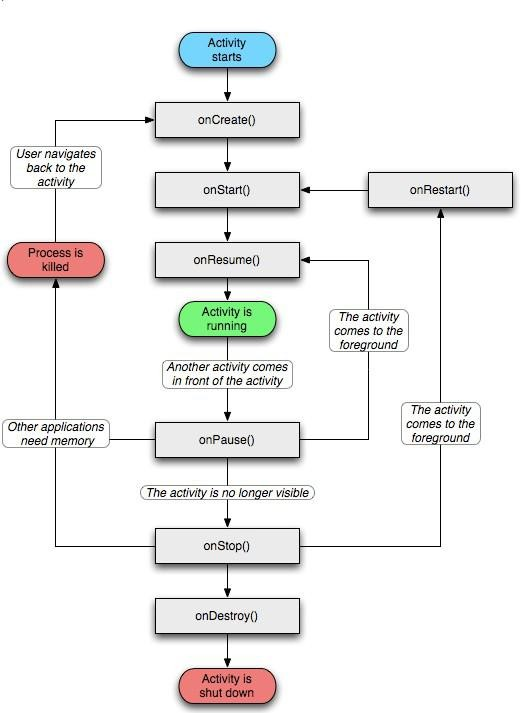 Activity
starts
onCreate()
User navigates
back to the
activity
onStart()
onRestart()
Process is
killed
onResume()
Activity is
running
The activity
comes to the
foreground
Another activity comes
in front of the activity
The activity
comes to the
foreground
Other applications
need memory
onPause()
The activity is no longer visible
onStop()
onDestroy()
Activity is
shut down